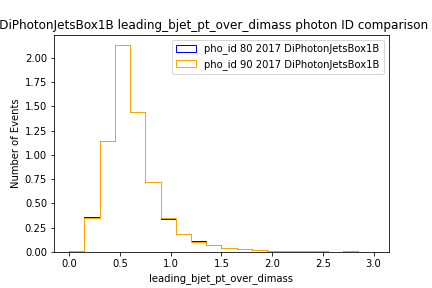 DiPhotonJetsBox1B leading_bjet_pt_over_dimass photon ID comparison
pho_id 80 2017 DiPhotonJetsBox1B
pho_id 90 2017 DiPhotonJetsBox1B
Number of Events
2.00
1.75
1.50
1.25
1.00
0.75
0.50
0.25
0.00
0.0 0.5 1.0 1.5 2.0 2.5 3.0
leading_bjet_pt_over_dimass